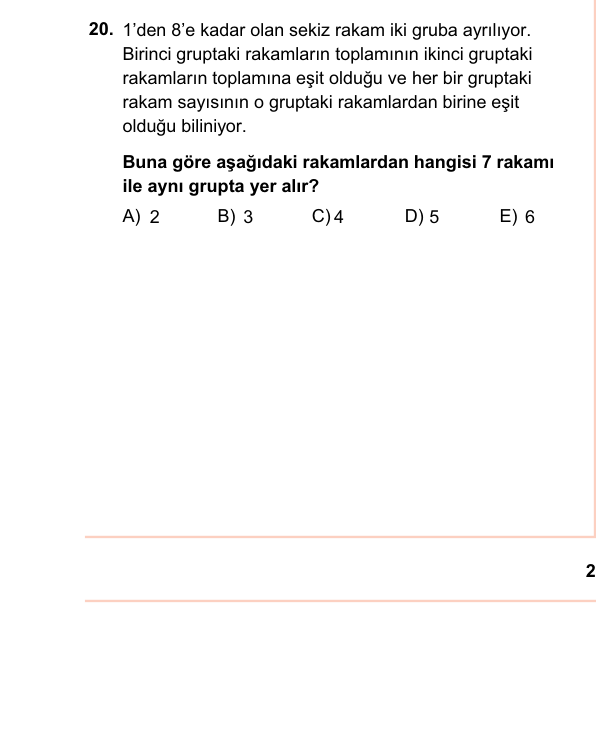 20. 1’den 8’e kadar olan sekiz rakam iki gruba ayrılıyor.
Birinci gruptaki rakamların toplamının ikinci gruptaki
rakamların toplamına eşit olduğu ve her bir gruptaki
rakam sayısının o gruptaki rakamlardan birine eşit
olduğu biliniyor.
Buna göre aşağıdaki rakamlardan hangisi 7 rakamı
ile aynı grupta yer alır?
A) 2 B) 3 C) 4 D) 5 E) 6
2